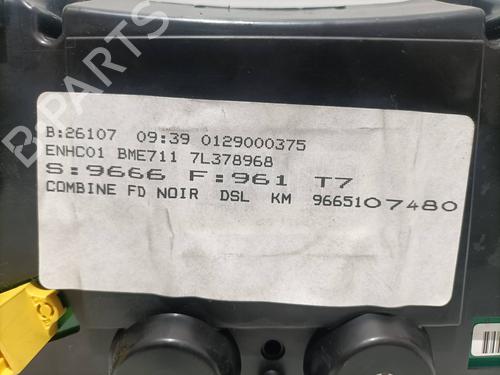 B:26107 09:39 0129000375
ENHC01 BME711 7L378968
S:9666 F:961 T7
COMBINE FD NOIR DSL KM 9665107480
B-PARTS